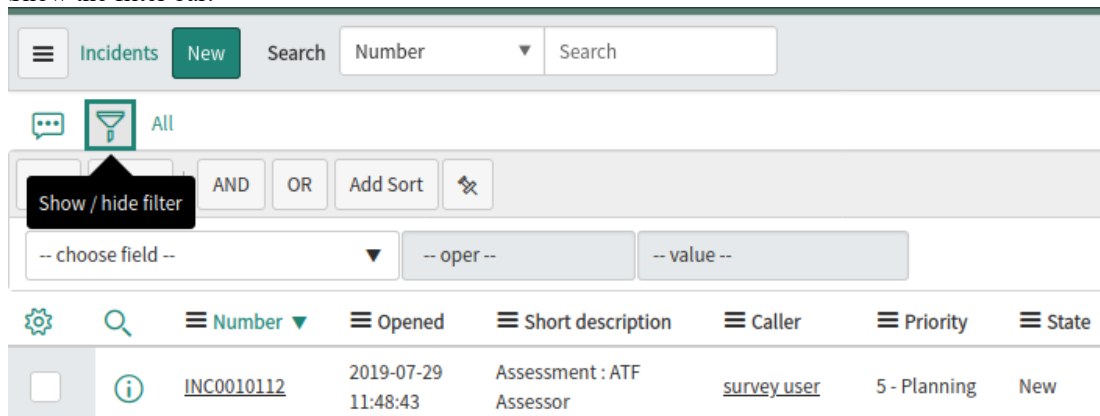 Incidents New Search Number Search
All
AND OR Add Sort
Show / hide filter
-- choose field -- -- oper -- -- value --
Number Opened Short description Caller Priority State
INC0010112 2019-07-29 11:48:43 Assessment : ATF Assessor survey user 5 - Planning New